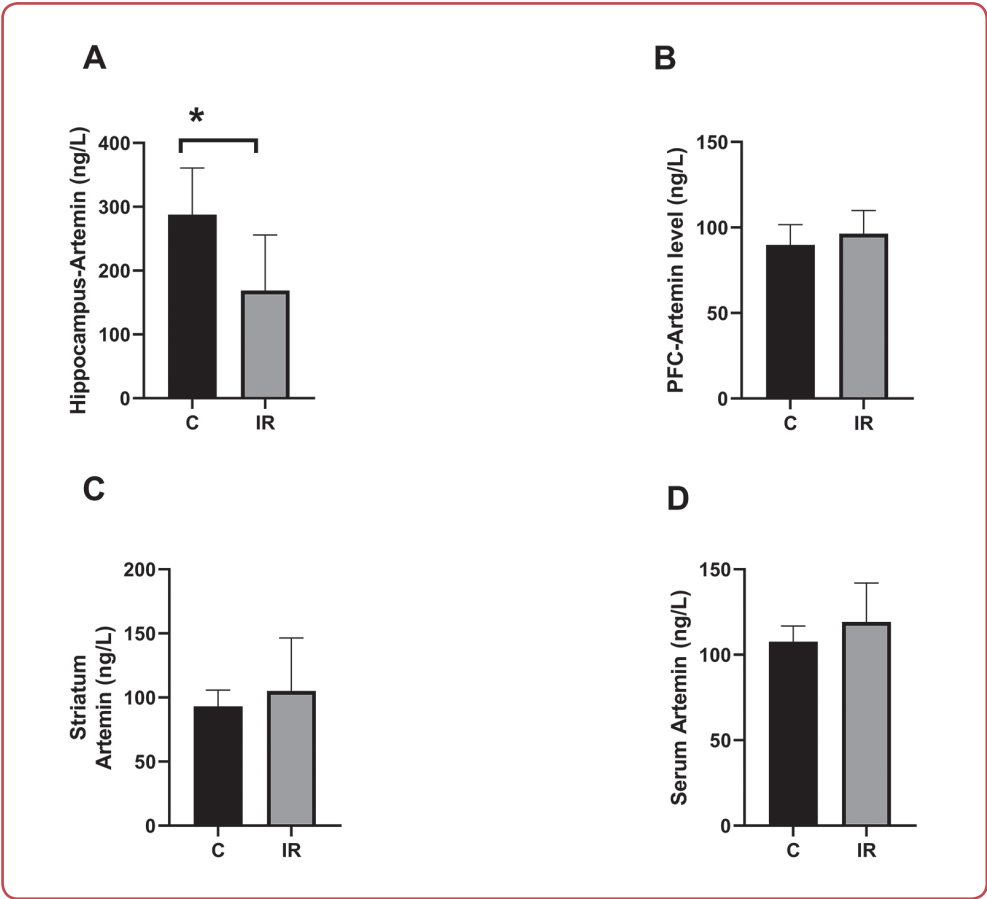 A
Hippocampus-Artemin (ng/L)
*
400
300
200
100
0
C IR
B
PFC-Artemin level (ng/L)
150
100
50
0
C IR
C
Striatum
Artemin (ng/L)
200
150
100
50
0
C IR
D
Serum Artemin (ng/L)
150
100
50
0
C IR